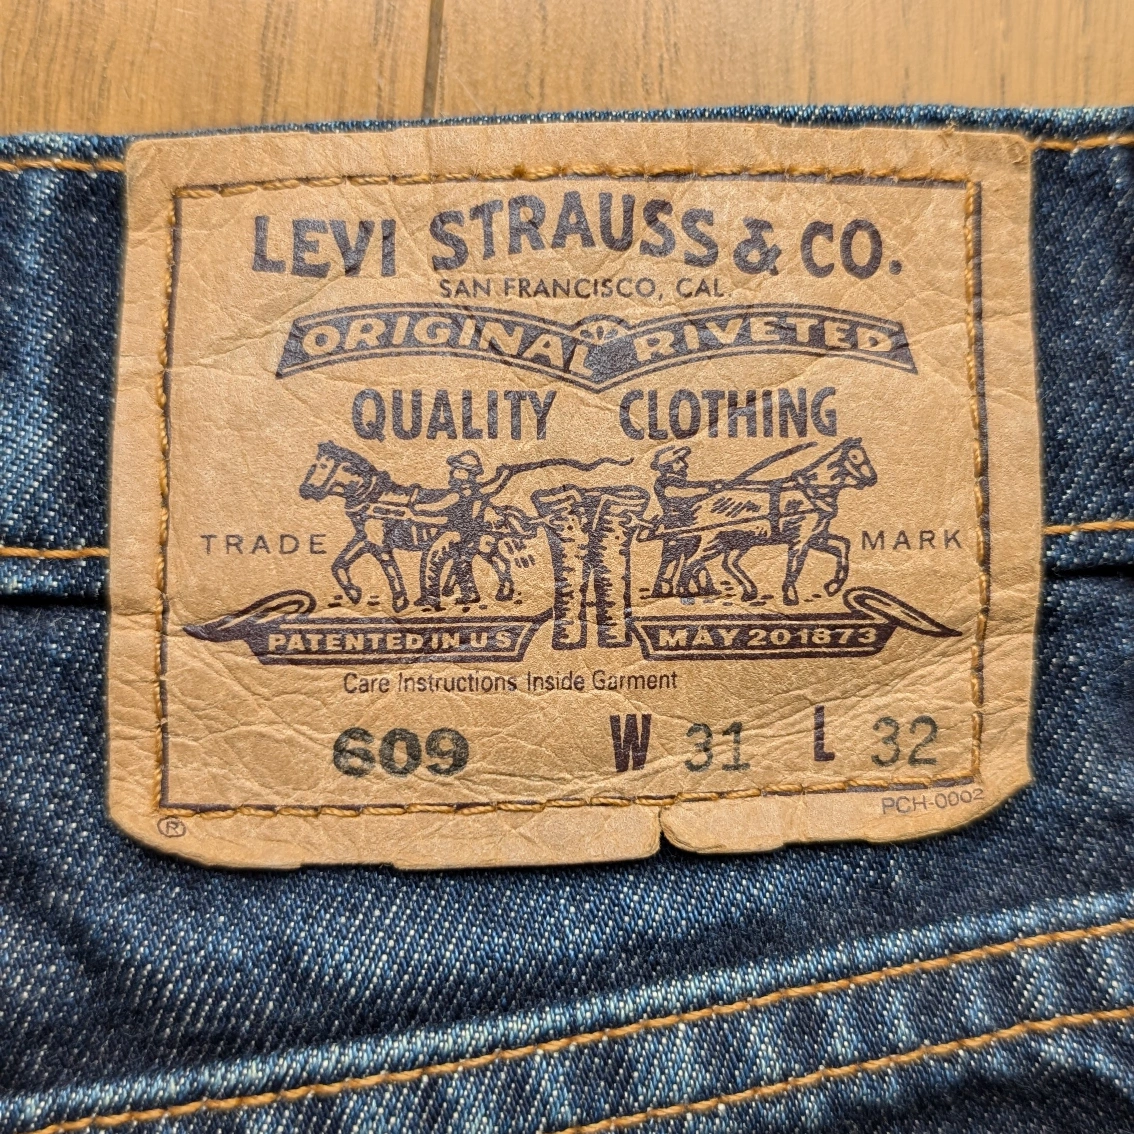 LEVI STRAUSS & CO.
SAN FRANCISCO, CAL.
ORIGINAL RIVETED
QUALITY CLOTHING
TRADE MARK
PATENTED IN U S MAY 20 1873
Care Instructions Inside Garment
609 W 31 L 32
PCH-0002
®